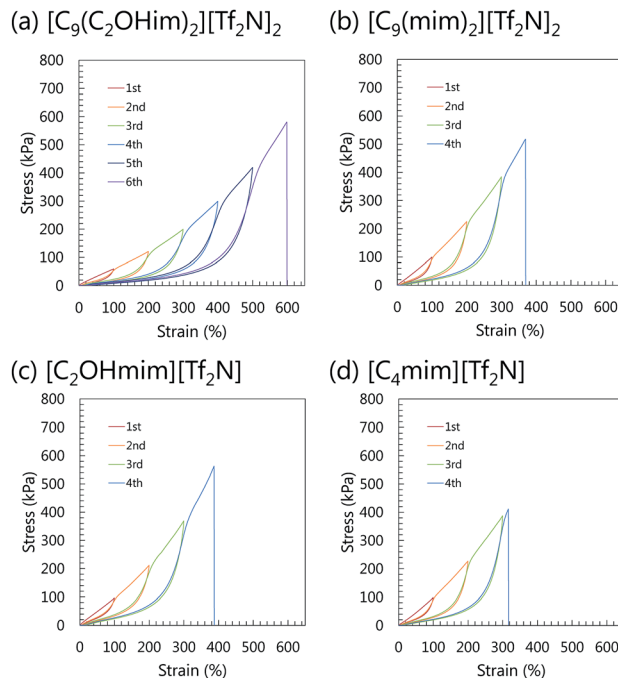 (a) [C₉(C₂OHim)₂][Tf₂N]₂
800
700
600
500
400
300
200
100
0
Stress (kPa)
1st
2nd
3rd
4th
5th
6th
0 100 200 300 400 500 600
Strain (%)
(b) [C₉(mim)₂][Tf₂N]₂
800
700
600
500
400
300
200
100
0
Stress (kPa)
1st
2nd
3rd
4th
0 100 200 300 400 500 600
Strain (%)
(c) [C₂OHmim][Tf₂N]
800
700
600
500
400
300
200
100
0
Stress (kPa)
1st
2nd
3rd
4th
0 100 200 300 400 500 600
Strain (%)
(d) [C₄mim][Tf₂N]
800
700
600
500
400
300
200
100
0
Stress (kPa)
1st
2nd
3rd
4th
0 100 200 300 400 500 600
Strain (%)